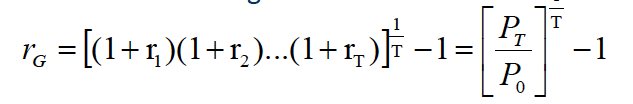 r_G = [(1+r_1)(1+r_2)...(1+r_T)]^{1/T} −1 = [P_T/P_0]^{1/T} −1